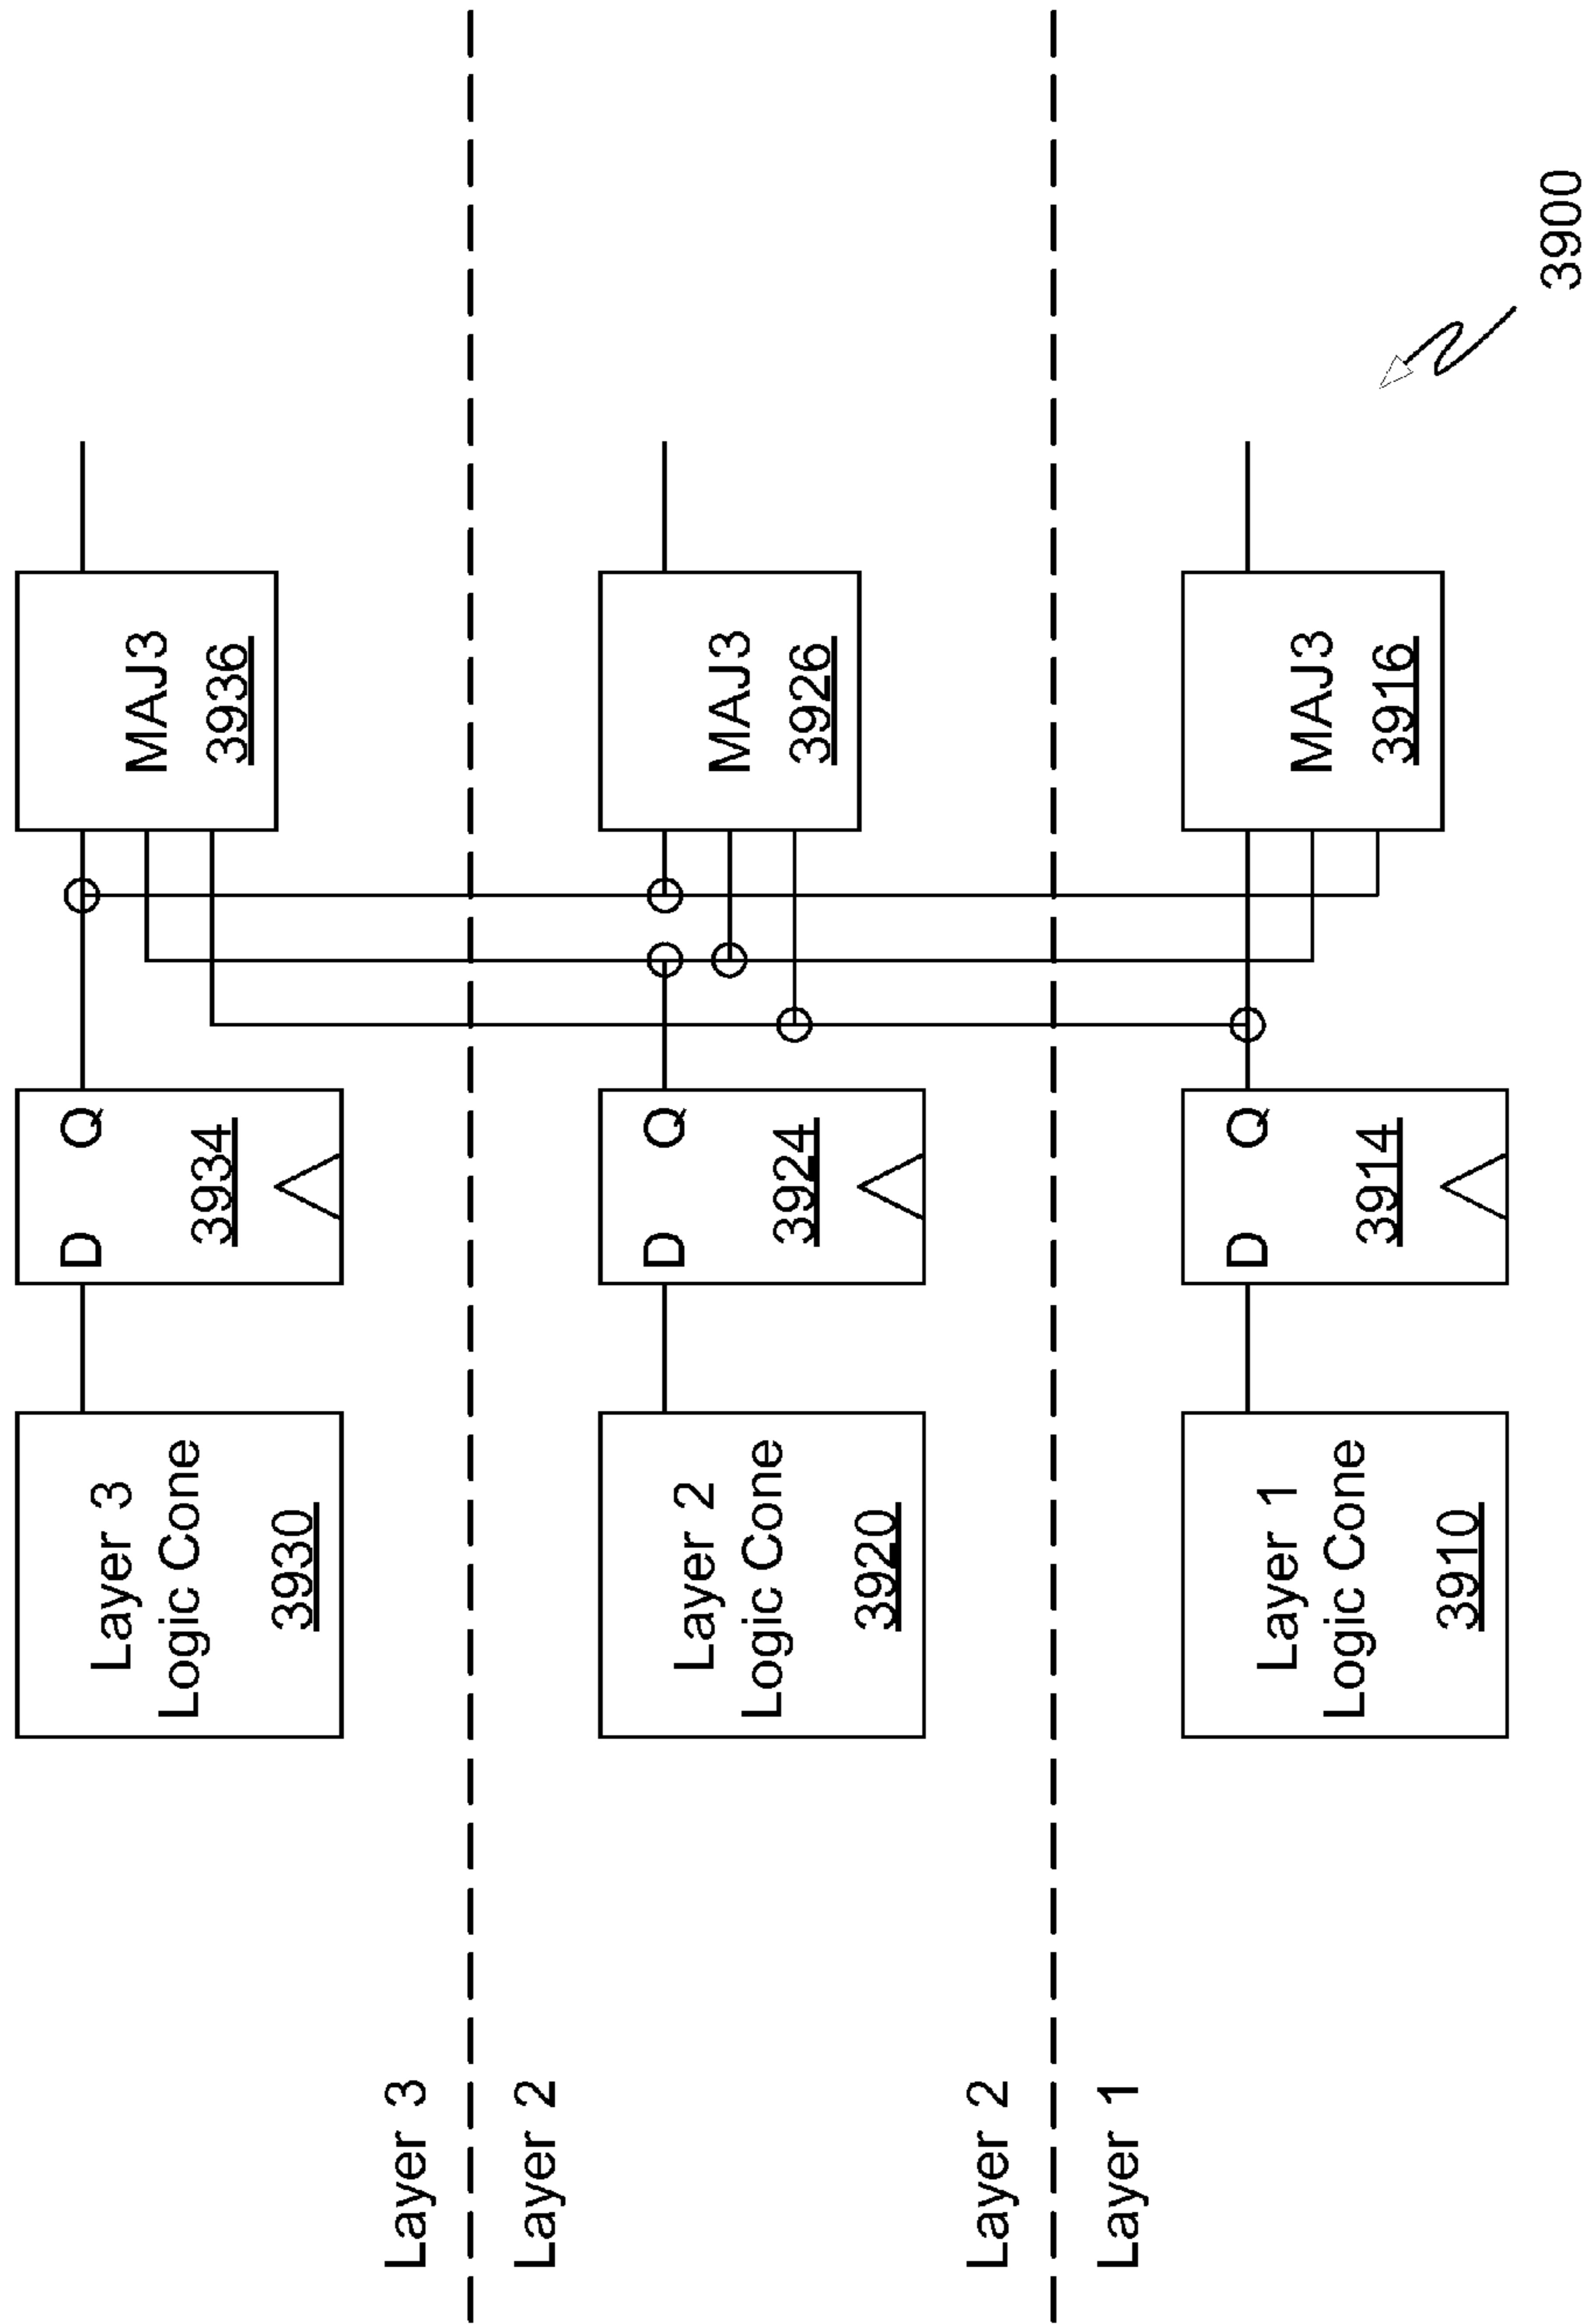 Layer 3
Logic Cone
3930
D Q
3934
MAJ3
3936
Layer 3
Layer 2
Layer 2
Logic Cone
3920
D Q
3924
MAJ3
3926
Layer 2
Layer 1
Layer 1
Logic Cone
3910
D Q
3914
MAJ3
3916
3900